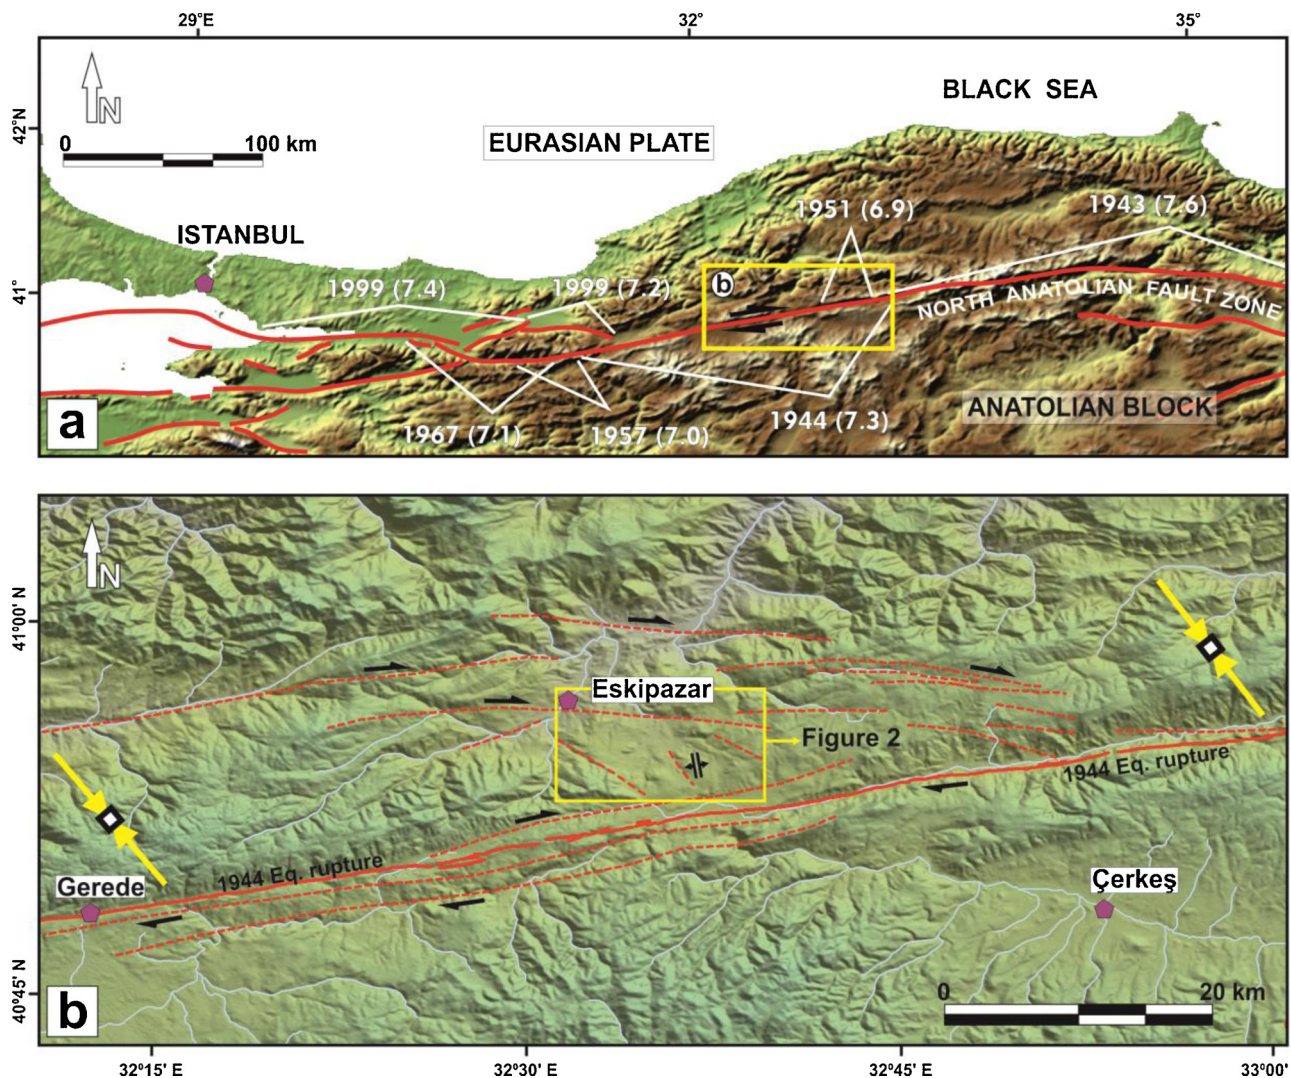 29°E 32° 35°
BLACK SEA
N
42°N
0 100 km
EURASIAN PLATE
1951 (6.9)
1943 (7.6)
ISTANBUL
b
41°
1999 (7.4)
1999 (7.2)
NORTH ANATOLIAN FAULT ZONE
ANATOLIAN BLOCK
a
1967 (7.1)
1957 (7.0)
1944 (7.3)
N
41°00' N
Eskipazar
Figure 2
1944 Eq. rupture
1944 Eq. rupture
Gerede
Çerkeş
40°45' N
b
0 20 km
32°15' E 32°30' E 32°45' E 33°00'